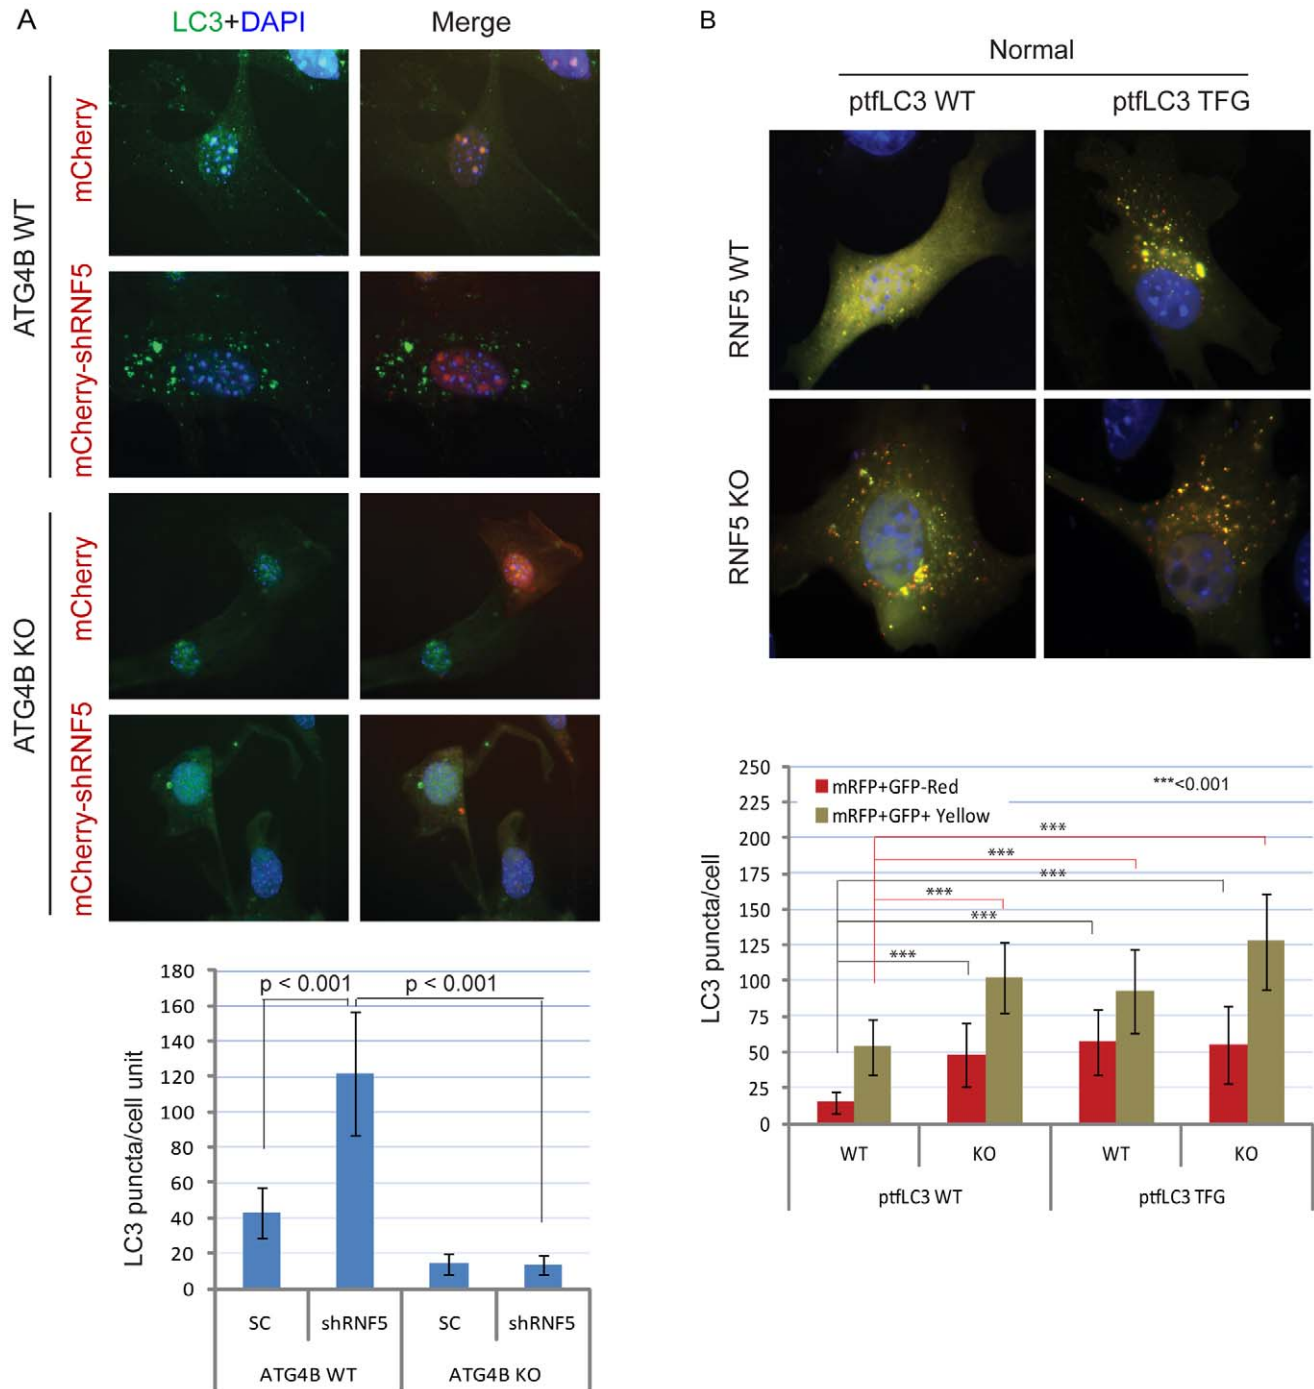 A
LC3+DAPI
Merge
ATG4B WT
mCherry
mCherry-shRNF5
ATG4B KO
mCherry
mCherry-shRNF5
LC3 puncta/cell unit
180
160
140
120
100
80
60
40
20
0
p < 0.001
p < 0.001
SC
shRNF5
SC
shRNF5
ATG4B WT
ATG4B KO
B
Normal
ptfLC3 WT
ptfLC3 TFG
RNF5 WT
RNF5 KO
LC3 puncta/cell
250
225
200
175
150
125
100
75
50
25
0
mRFP+GFP-Red
mRFP+GFP+ Yellow
***<0.001
***
***
***
***
***
***
WT
KO
WT
KO
ptfLC3 WT
ptfLC3 TFG